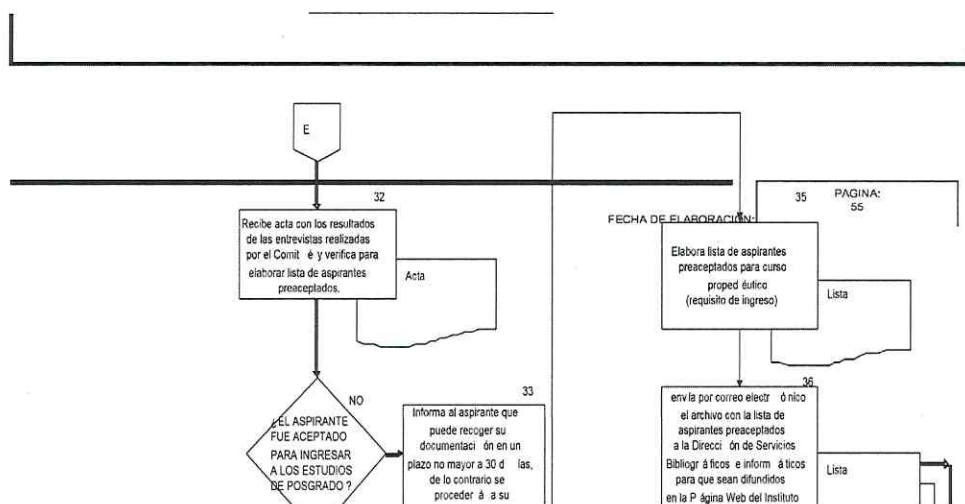 E
32
Recibe acta con los resultados
de las entrevistas realizadas
por el Comit é y verifica para
elaborar lista de aspirantes
preaceptados.
Acta
NO
¿EL ASPIRANTE
FUE ACEPTADO
PARA INGRESAR
A LOS ESTUDIOS
DE POSGRADO ?
33
Informa al aspirante que
puede recoger su
documentaci ón en un
plazo no mayor a 30 d ías,
de lo contrario se
proceder á a su
PAGINA:
55
FECHA DE ELABORACIÓN:
35
Elabora lista de aspirantes
preaceptados para curso
proped éutico
(requisito de ingreso)
Lista
36
envía por correo electr ó nico
el archivo con la lista de
aspirantes preaceptados
a la Direcci ón de Servicios
Bibliogr á ficos e inform á ticos
para que sean difundidos
en la P ágina Web del Instituto
Lista